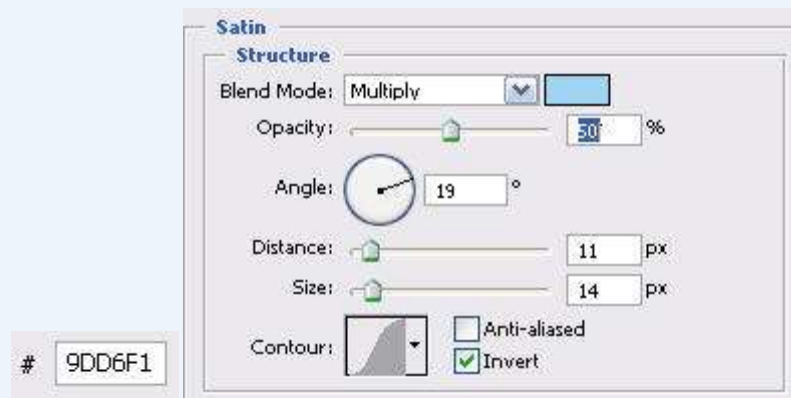 Satin
Structure
Blend Mode: Multiply
Opacity: 50 %
Angle: 19 °
Distance: 11 px
Size: 14 px
Contour: Anti-aliased
Invert
# 9DD6F1